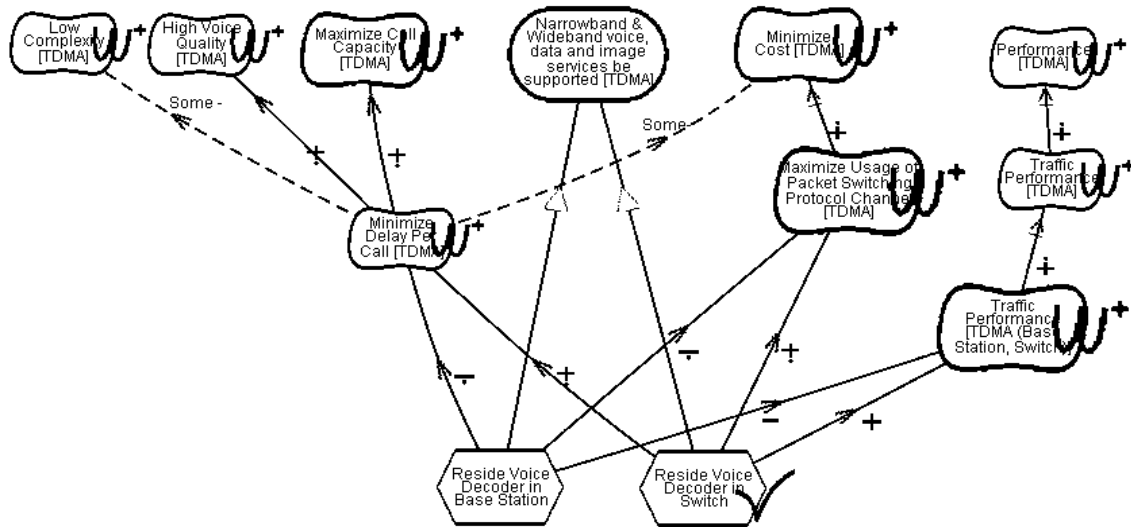 Low
Complexity
[TDMA]
+
High Voice
Quality
[TDMA]
+
Maximize Call
Capacity
[TDMA]
+
Narrowband &
Wideband voice,
data and image
services be
supported [TDMA]
Minimize
Cost [TDMA]
+
Performance
[TDMA]
+
Some -
+
+
Some-
+
+
Maximize Usage of
Packet Switching
Protocol Channel
[TDMA]
+
Traffic
Performance
[TDMA]
+
Minimize
Delay Per
Call [TDMA]
+
+
Traffic
Performance
[TDMA (Base
Station, Switch)]
+
-
+
-
+
-
+
Reside Voice
Decoder in
Base Station
Reside Voice
Decoder in
Switch